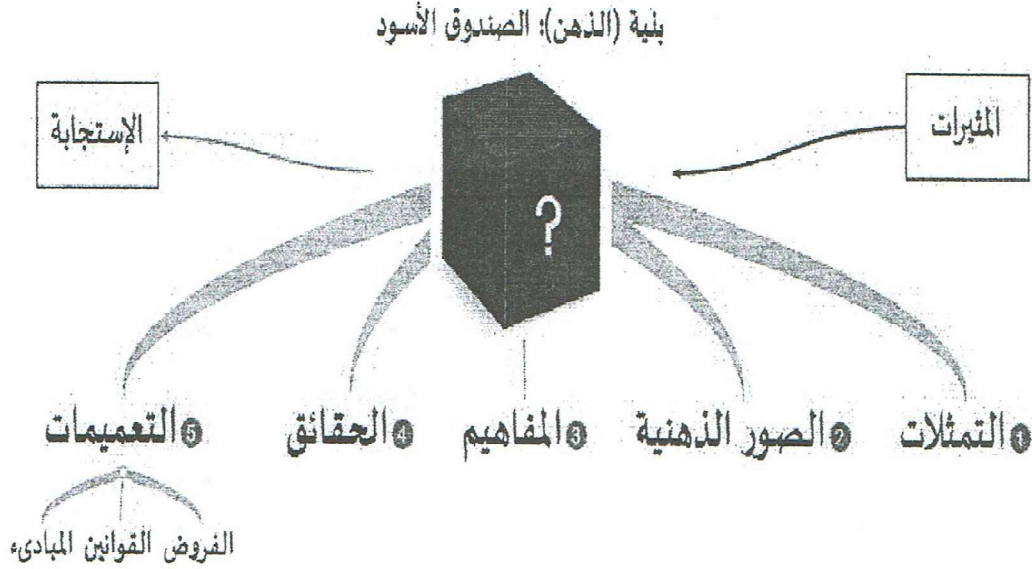 بنية (الذهن): الصندوق الأسود
المثيرات
الإستجابة
?
1 التمثلات
2 الصور الذهنية
3 المفاهيم
4 الحقائق
5 التعميمات
الفروض القوانين المبادىء